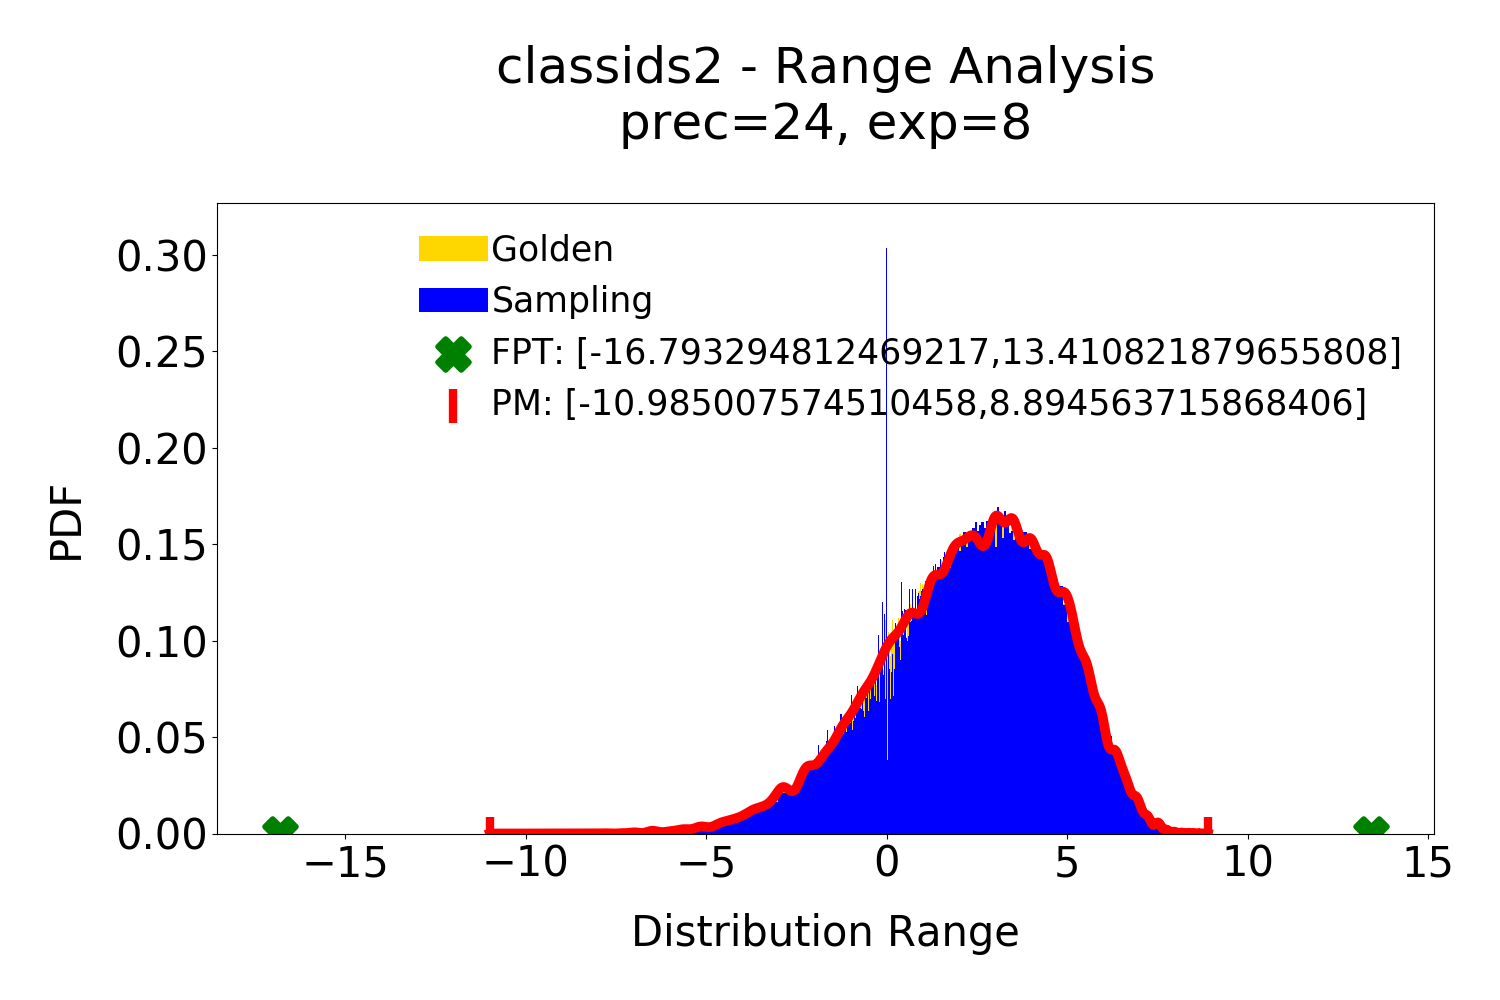 classids2 - Range Analysis
prec=24, exp=8
Golden
Sampling
FPT: [-16.793294812469217,13.410821879655808]
PM: [-10.985007574510458,8.894563715868406]
PDF
0.30
0.25
0.20
0.15
0.10
0.05
0.00
−15 −10 −5 0 5 10 15
Distribution Range